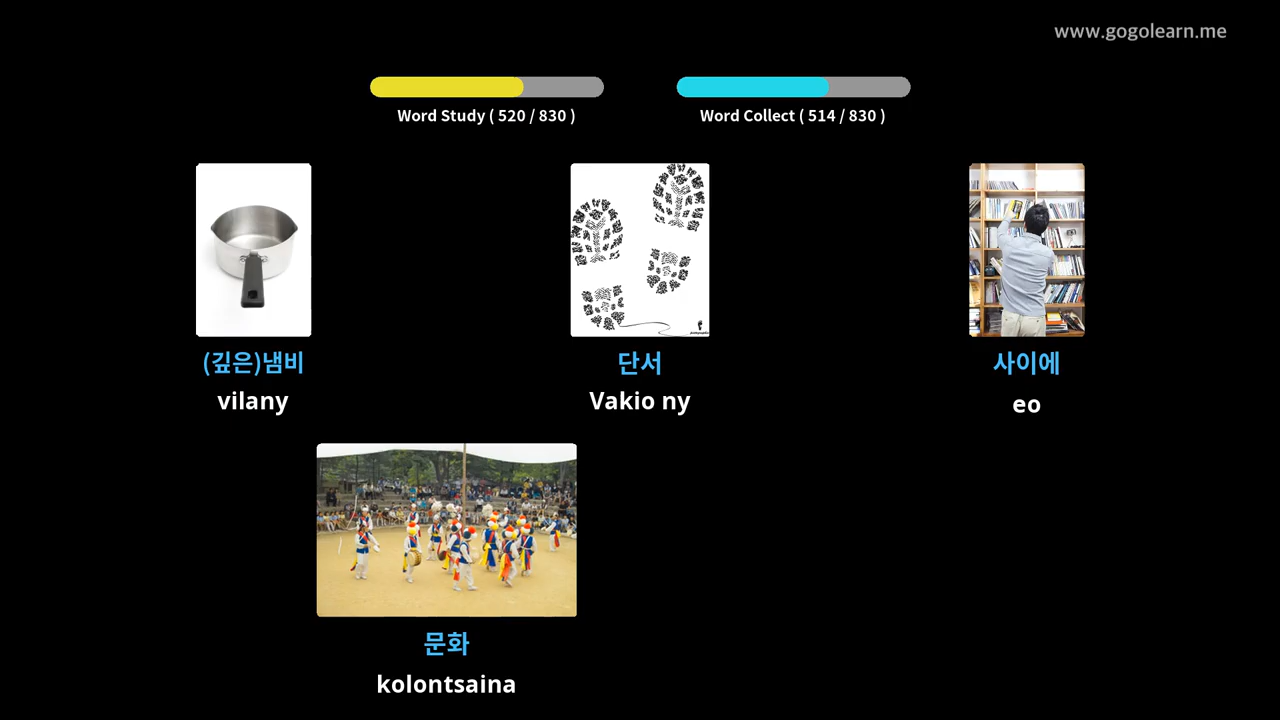 www.gogolearn.me
Word Study ( 520 / 830 )
Word Collect ( 514 / 830 )
(깊은)냄비
vilany
단서
Vakio ny
사이에
eo
문화
kolontsaina